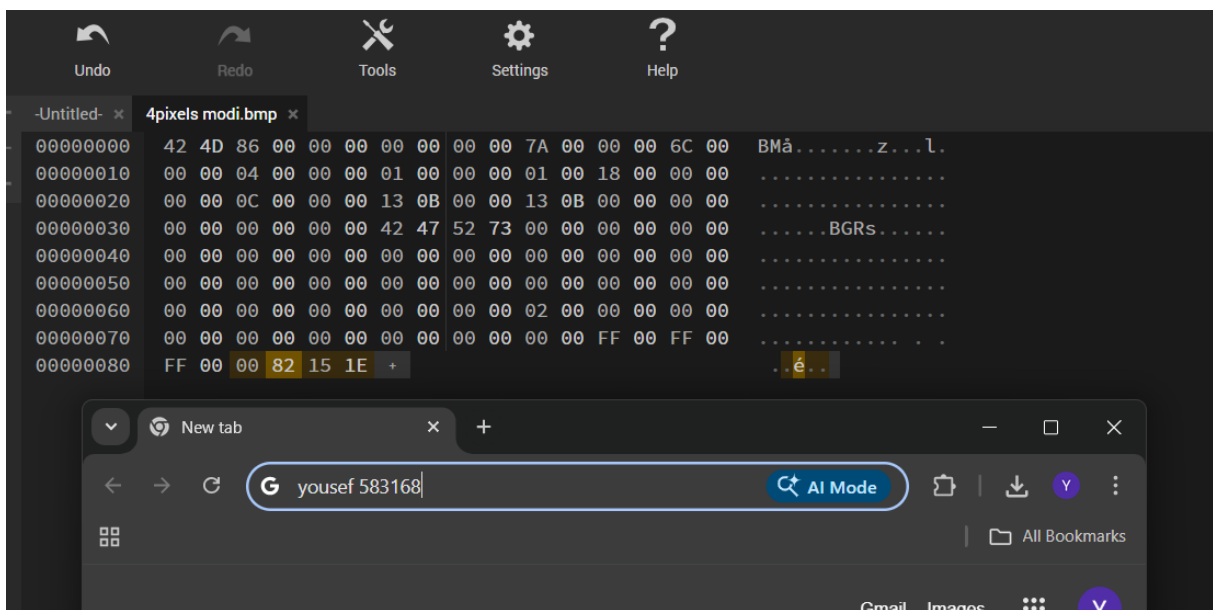 Undo Redo Tools Settings Help
-Untitled- × 4pixels modi.bmp ×
00000000 42 4D 86 00 00 00 00 00 00 00 7A 00 00 00 6C 00 BMå.......z...l.
00000010 00 00 04 00 00 00 01 00 00 00 01 00 18 00 00 00 ................
00000020 00 00 0C 00 00 00 13 0B 00 00 13 0B 00 00 00 00 ................
00000030 00 00 00 00 00 00 42 47 52 73 00 00 00 00 00 00 ......BGRs......
00000040 00 00 00 00 00 00 00 00 00 00 00 00 00 00 00 00 ................
00000050 00 00 00 00 00 00 00 00 00 00 00 00 00 00 00 00 ................
00000060 00 00 00 00 00 00 00 00 00 00 02 00 00 00 00 00 ................
00000070 00 00 00 00 00 00 00 00 00 00 00 00 FF 00 FF 00 ............ . .
00000080 FF 00 00 82 15 1E + ..é..
New tab × +
G yousef 583168 AI Mode Y
All Bookmarks
Gmail Images Y